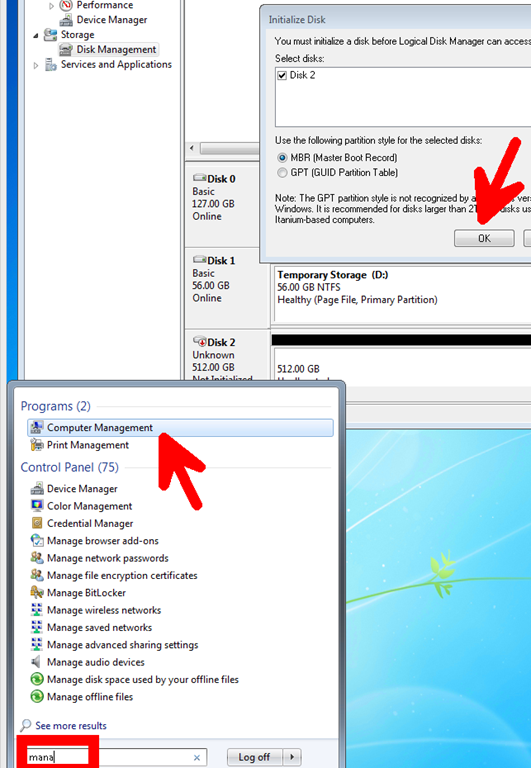 Performance
Device Manager
Storage
Disk Management
Services and Applications
Initialize Disk
You must initialize a disk before Logical Disk Manager can access
Select disks:
Disk 2
Use the following partition style for the selected disks:
MBR (Master Boot Record)
GPT (GUID Partition Table)
Note: The GPT partition style is not recognized by
Windows. It is recommended for disks larger than
Itanium-based computers.
OK
Disk 0
Basic
127.00 GB
Online
Disk 1
Basic
56.00 GB
Online
Temporary Storage (D:)
56.00 GB NTFS
Healthy (Page File, Primary Partition)
Disk 2
Unknown
512.00 GB
Not Initialized
512.00 GB
Programs (2)
Computer Management
Print Management
Control Panel (75)
Device Manager
Color Management
Credential Manager
Manage browser add-ons
Manage network passwords
Manage file encryption certificates
Manage BitLocker
Manage wireless networks
Manage saved networks
Manage advanced sharing settings
Manage audio devices
Manage disk space used by your offline files
Manage offline files
See more results
mana
Log off